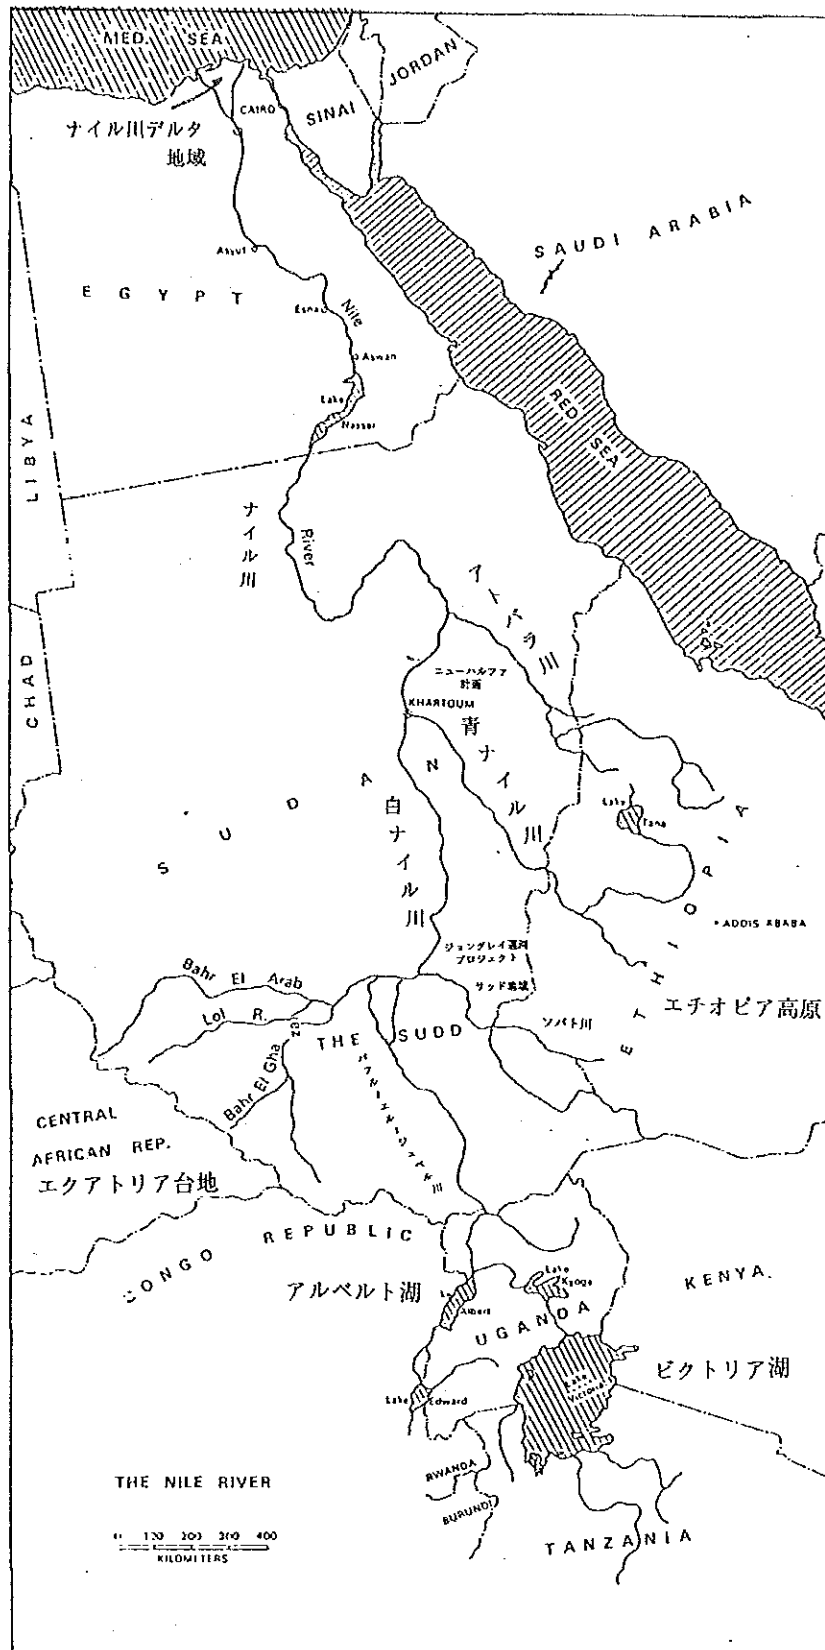 MED. SEA
JORDAN
SINAI
CAIRO
ナイル川デルタ
地域
SAUDI ARABIA
Asyut
EGYPT
Esna
Nile
Aswan
Lake
Nasser
RED SEA
LIBYA
ナイル川
River
アトバラ川
CHAD
ニューハルファ
計画
KHARTOUM
青ナイル川
SUDAN
白ナイル川
Lake
Tana
ETHIOPIA
ADDIS ABABA
ジョングレイ運河
プロジェクト
Bahr El Arab
サッド地域
エチオピア高原
Lol R.
ソバト川
THE SUDD
Bahr El Ghazal
CENTRAL
AFRICAN REP.
エクアトリア台地
CONGO REPUBLIC
アルベルト湖
L.
Albert
Lake
Kyoga
KENYA.
UGANDA
ビクトリア湖
Lake
Victoria
Lake Edward
RWANDA
BURUNDI
THE NILE RIVER
0 100 200 300 400
KILOMETERS
TANZANIA